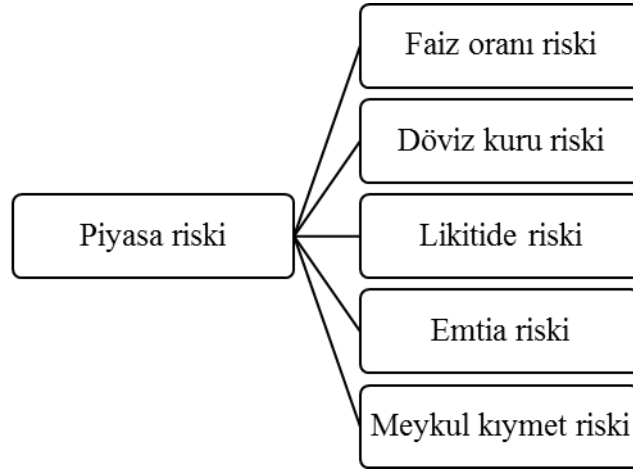 Faiz oranı riski
Döviz kuru riski
Piyasa riski
Likitide riski
Emtia riski
Meykul kıymet riski